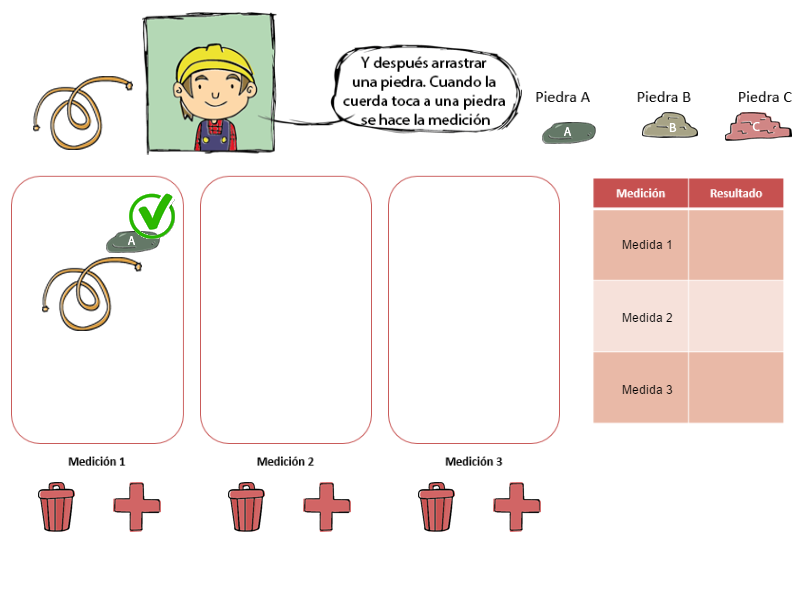 Y después arrastrar
una piedra. Cuando la
cuerda toca a una piedra
se hace la medición
Piedra A
Piedra B
Piedra C
A
B
C
A
Medición
Resultado
Medida 1
Medida 2
Medida 3
Medición 1
Medición 2
Medición 3